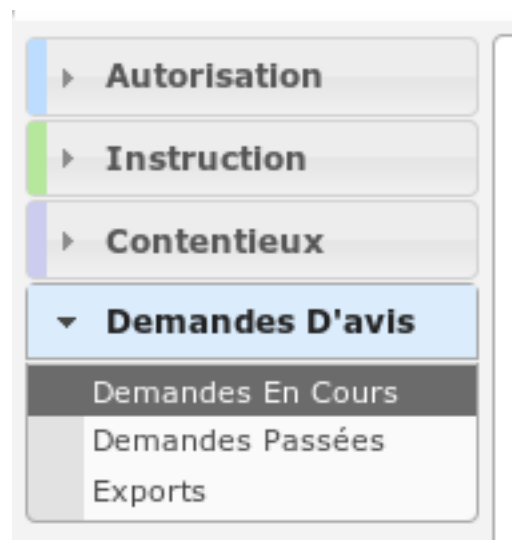 Autorisation
Instruction
Contentieux
Demandes D'avis
Demandes En Cours
Demandes Passées
Exports